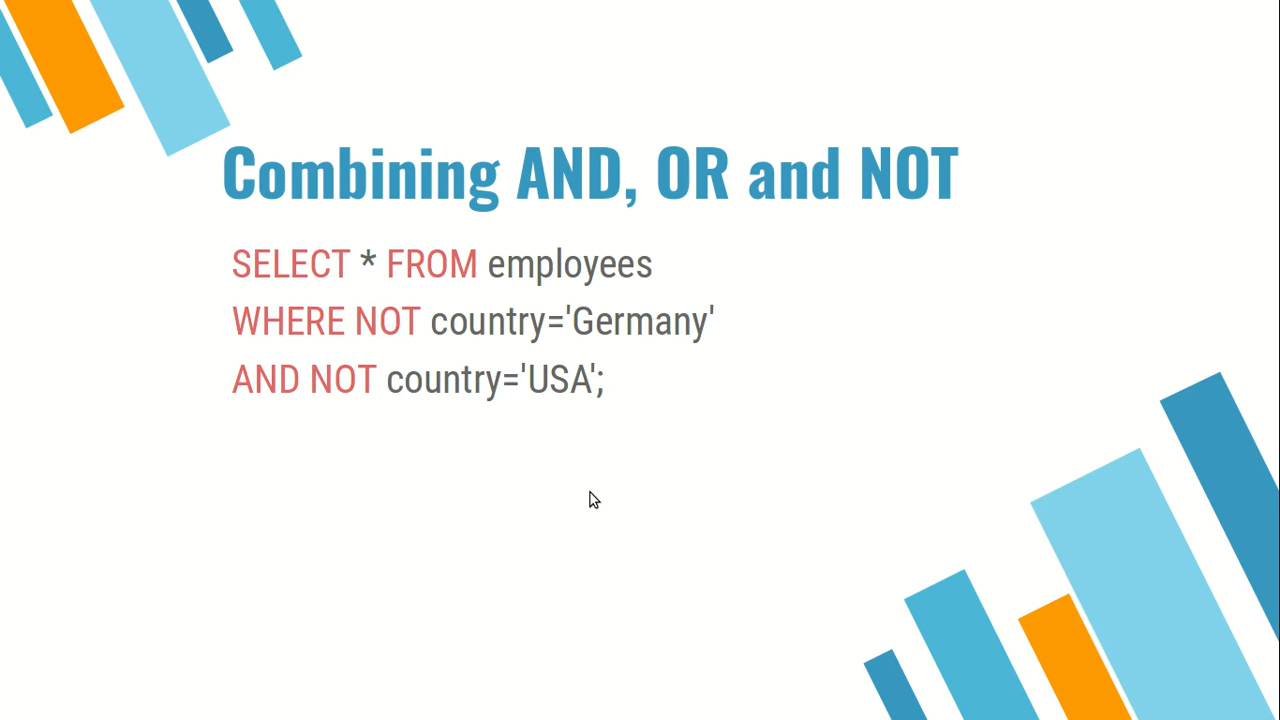 Combining AND, OR and NOT
SELECT * FROM employees
WHERE NOT country='Germany'
AND NOT country='USA';